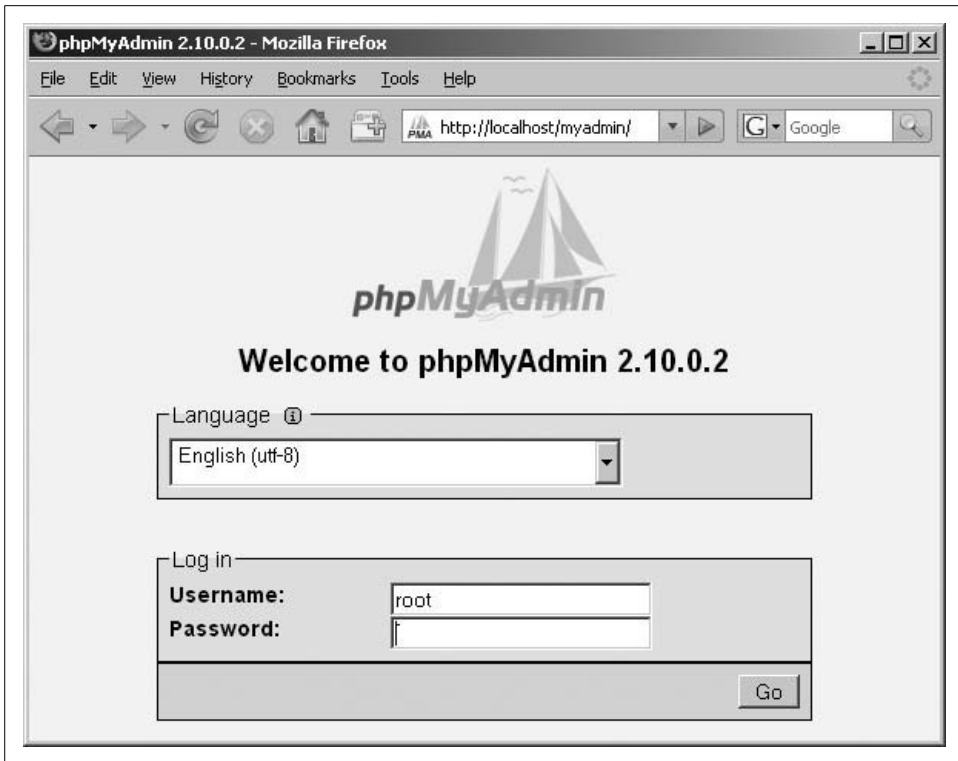 phpMyAdmin 2.10.0.2 - Mozilla Firefox
File Edit View History Bookmarks Tools Help
PMA http://localhost/myadmin/ G Google
phpMyAdmin
Welcome to phpMyAdmin 2.10.0.2
Language i
English (utf-8)
Log in
Username: root
Password:
Go